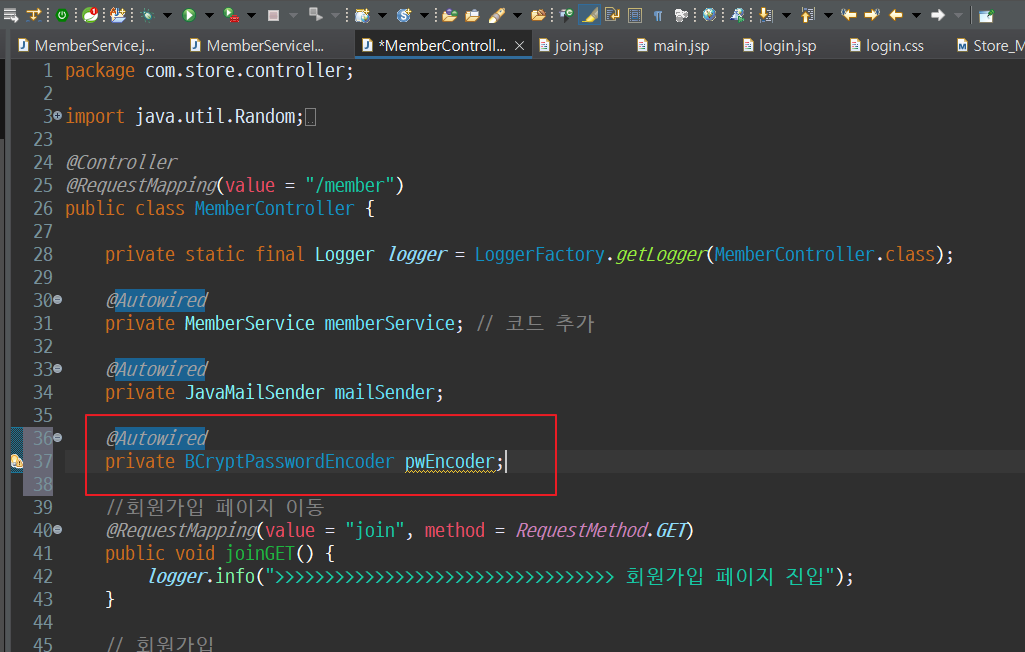 MemberService.j...
MemberServiceI...
*MemberControll...
join.jsp
main.jsp
login.jsp
login.css
Store_M
1 package com.store.controller;
2
3 import java.util.Random;
23
24 @Controller
25 @RequestMapping(value = "/member")
26 public class MemberController {
27
28 private static final Logger logger = LoggerFactory.getLogger(MemberController.class);
29
30 @Autowired
31 private MemberService memberService; // 코드 추가
32
33 @Autowired
34 private JavaMailSender mailSender;
35
36 @Autowired
37 private BCryptPasswordEncoder pwEncoder;
38
39 //회원가입 페이지 이동
40 @RequestMapping(value = "join", method = RequestMethod.GET)
41 public void joinGET() {
42 logger.info(">>>>>>>>>>>>>>>>>>>>>>>>>>>>>>>>>> 회원가입 페이지 진입");
43 }
44
45 // 회원가입